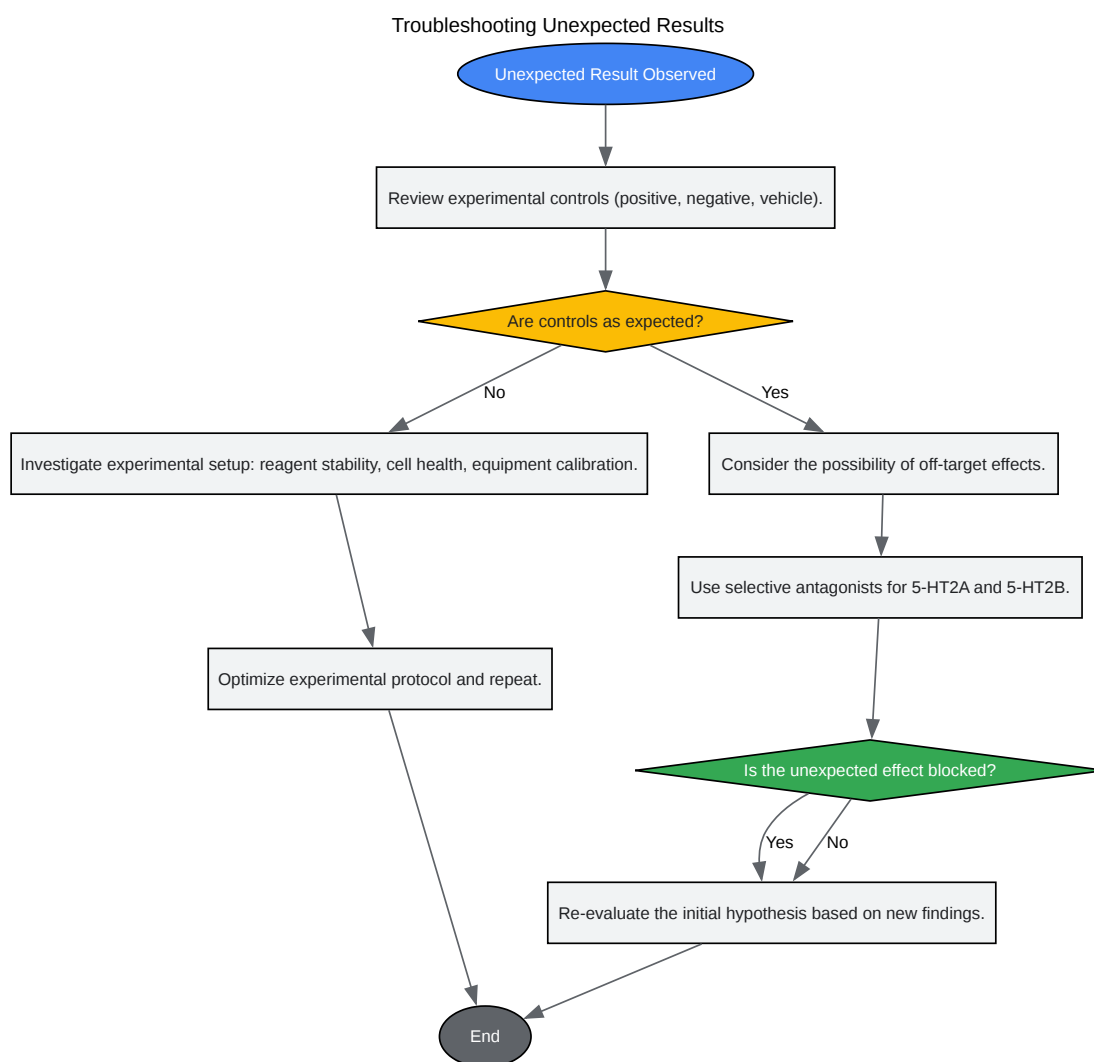 Troubleshooting Unexpected Results
Unexpected Result Observed
Review experimental controls (positive, negative, vehicle).
Are controls as expected?
No
Yes
Investigate experimental setup: reagent stability, cell health, equipment calibration.
Consider the possibility of off-target effects.
Use selective antagonists for 5-HT2A and 5-HT2B.
Optimize experimental protocol and repeat.
Is the unexpected effect blocked?
Yes
No
Re-evaluate the initial hypothesis based on new findings.
End